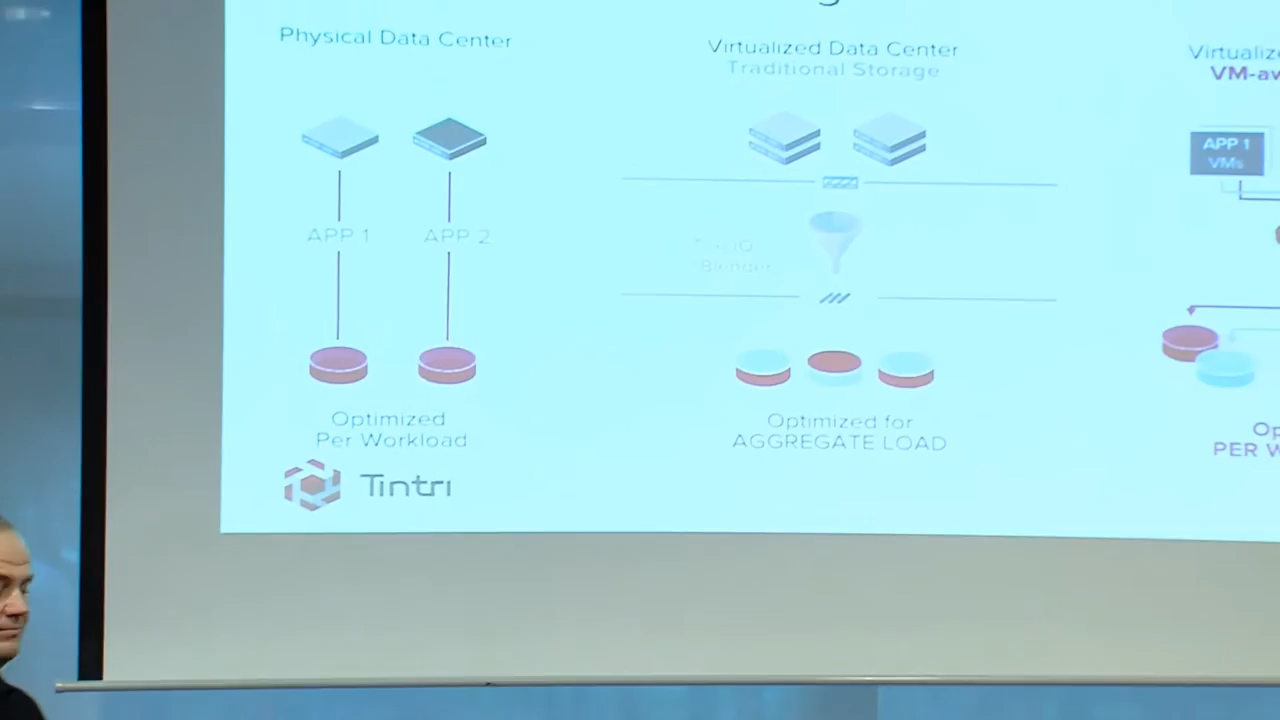 Physical Data Center
APP 1
APP 2
Optimized
Per Workload
Tintri
Virtualized Data Center
Traditional Storage
Blender
Optimized for
AGGREGATE LOAD
APP 1
VMs